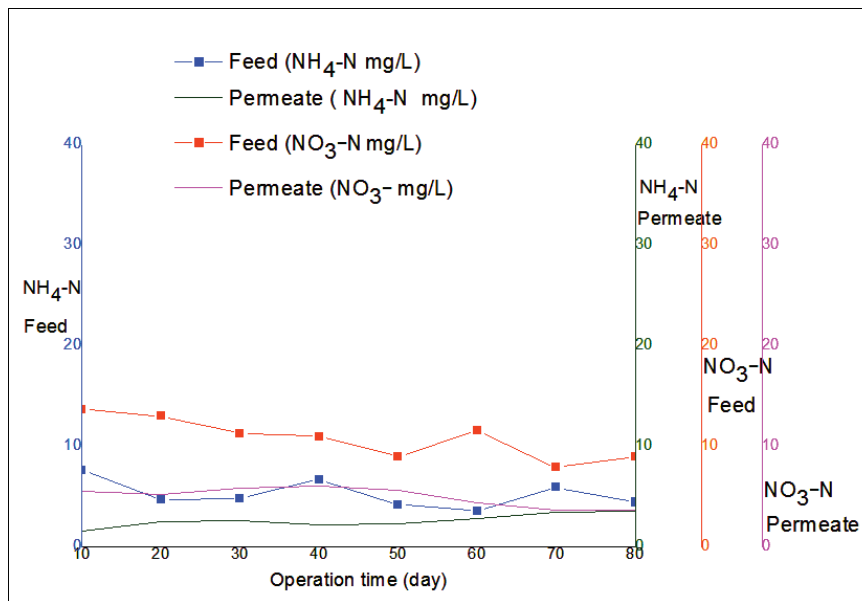 Feed (NH4-N mg/L)
Permeate ( NH4-N mg/L)
Feed (NO3-N mg/L)
Permeate (NO3- mg/L)
40 40 40 40
NH4-N
Permeate
30 30 30 30
NH4-N
Feed
20 20 20 20
NO3-N
Feed
10 10 10 10
NO3-N
Permeate
0 0 0 0
10 20 30 40 50 60 70 80
Operation time (day)